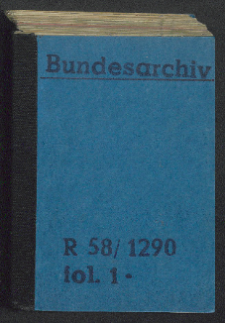 Bundesarchiv
R 58/1290
fol. 1-